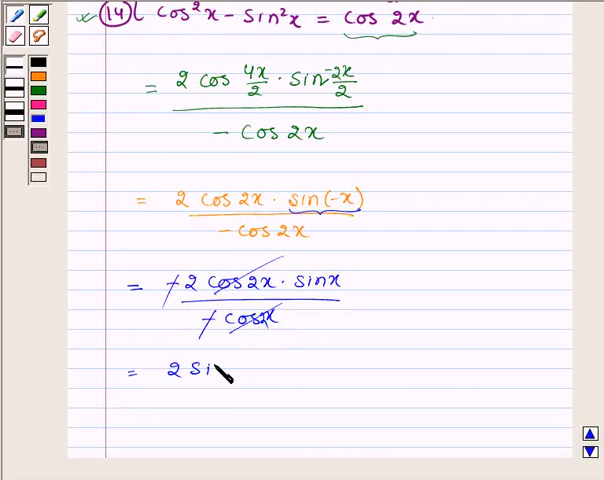 (14) ( cos²x - sin²x = cos 2x
= 2 cos 4x/2 · sin -2x/2
- cos 2x
= 2 cos 2x · sin(-x)
- cos 2x
= - 2 cos 2x · sin x
- cos 2x
= 2 si